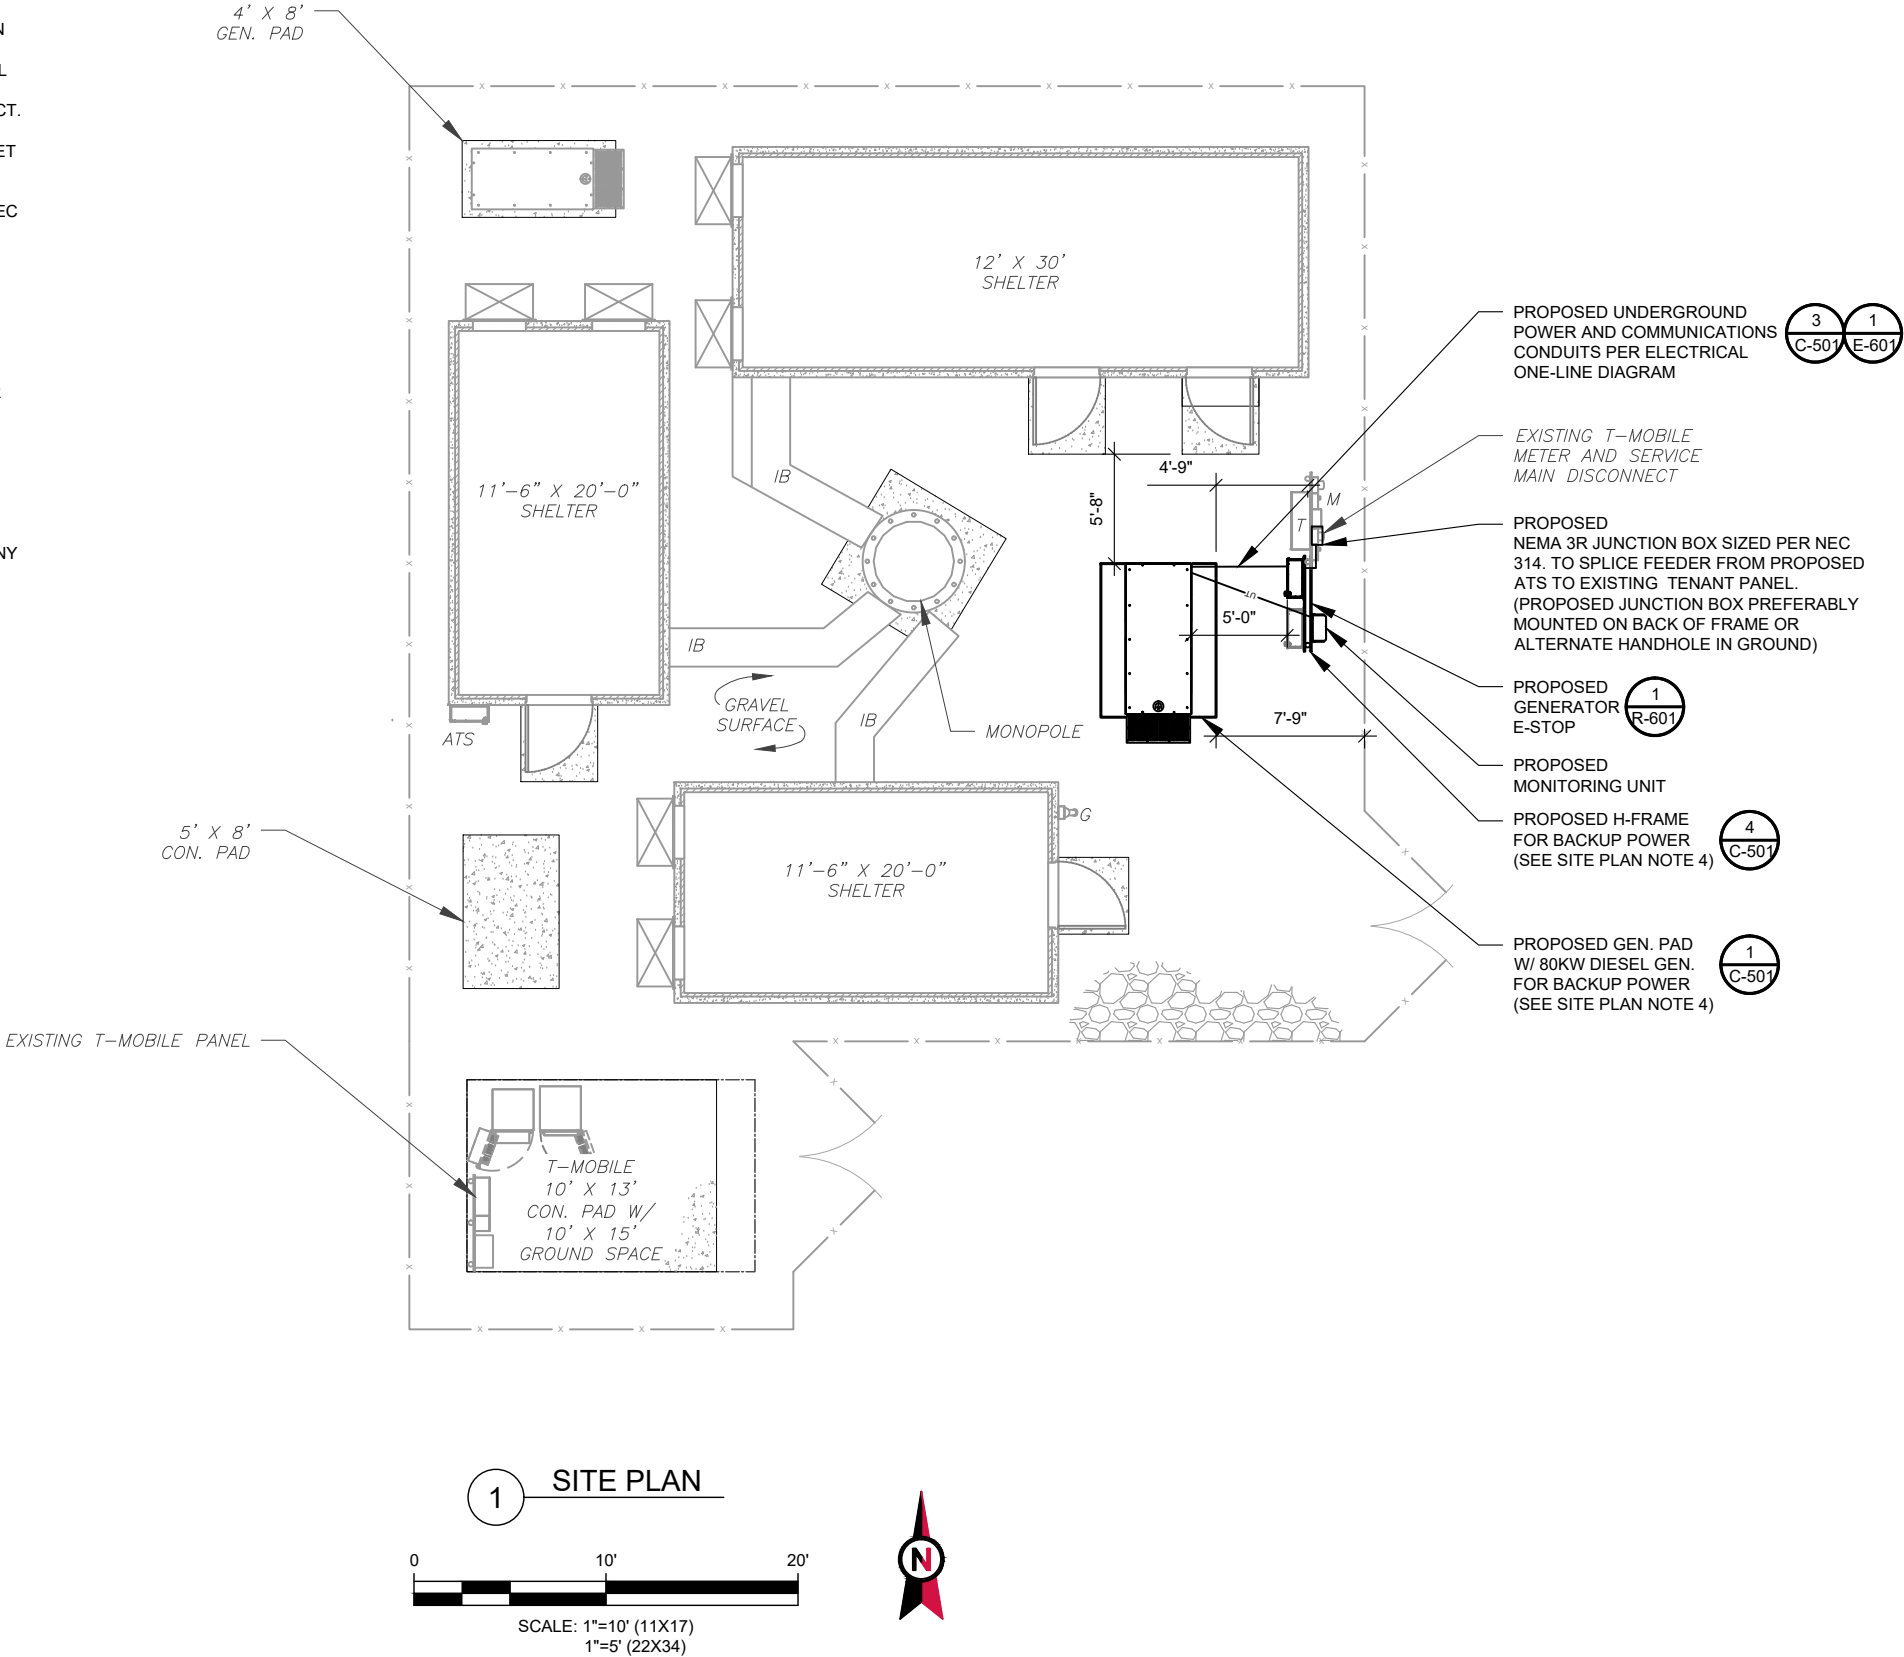 N
L
CT.
ET
EC
NY
4' X 8'
GEN. PAD
12' X 30'
SHELTER
11'-6" X 20'-0"
SHELTER
IB
IB
IB
ATS
GRAVEL
SURFACE
MONOPOLE
4'-9"
5'-8"
5'-0"
7'-9"
M
T
UT
G
11'-6" X 20'-0"
SHELTER
5' X 8'
CON. PAD
EXISTING T-MOBILE PANEL
T-MOBILE
10' X 13'
CON. PAD W/
10' X 15'
GROUND SPACE
PROPOSED UNDERGROUND
POWER AND COMMUNICATIONS
CONDUITS PER ELECTRICAL
ONE-LINE DIAGRAM
3
C-501
1
E-601
EXISTING T-MOBILE
METER AND SERVICE
MAIN DISCONNECT
PROPOSED
NEMA 3R JUNCTION BOX SIZED PER NEC
314. TO SPLICE FEEDER FROM PROPOSED
ATS TO EXISTING TENANT PANEL.
(PROPOSED JUNCTION BOX PREFERABLY
MOUNTED ON BACK OF FRAME OR
ALTERNATE HANDHOLE IN GROUND)
PROPOSED
GENERATOR
E-STOP
1
R-601
PROPOSED
MONITORING UNIT
PROPOSED H-FRAME
FOR BACKUP POWER
(SEE SITE PLAN NOTE 4)
4
C-501
PROPOSED GEN. PAD
W/ 80KW DIESEL GEN.
FOR BACKUP POWER
(SEE SITE PLAN NOTE 4)
1
C-501
1
SITE PLAN
0 10' 20'
SCALE: 1"=10' (11X17)
1"=5' (22X34)
N